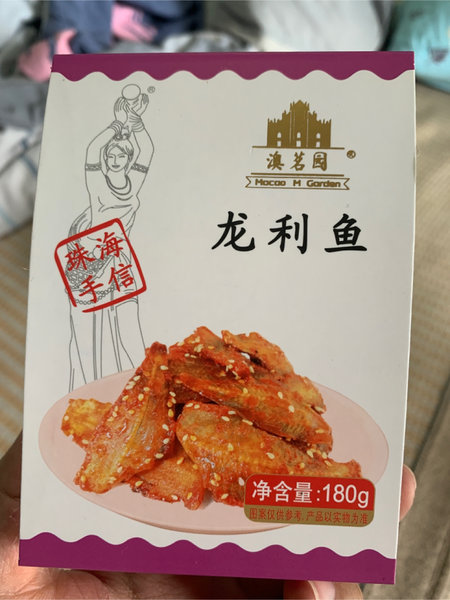 ®
澳茗园®
Macao M Garden
龙利鱼
珠海
手信
净含量:180g
图案仅供参考,产品以实物为准